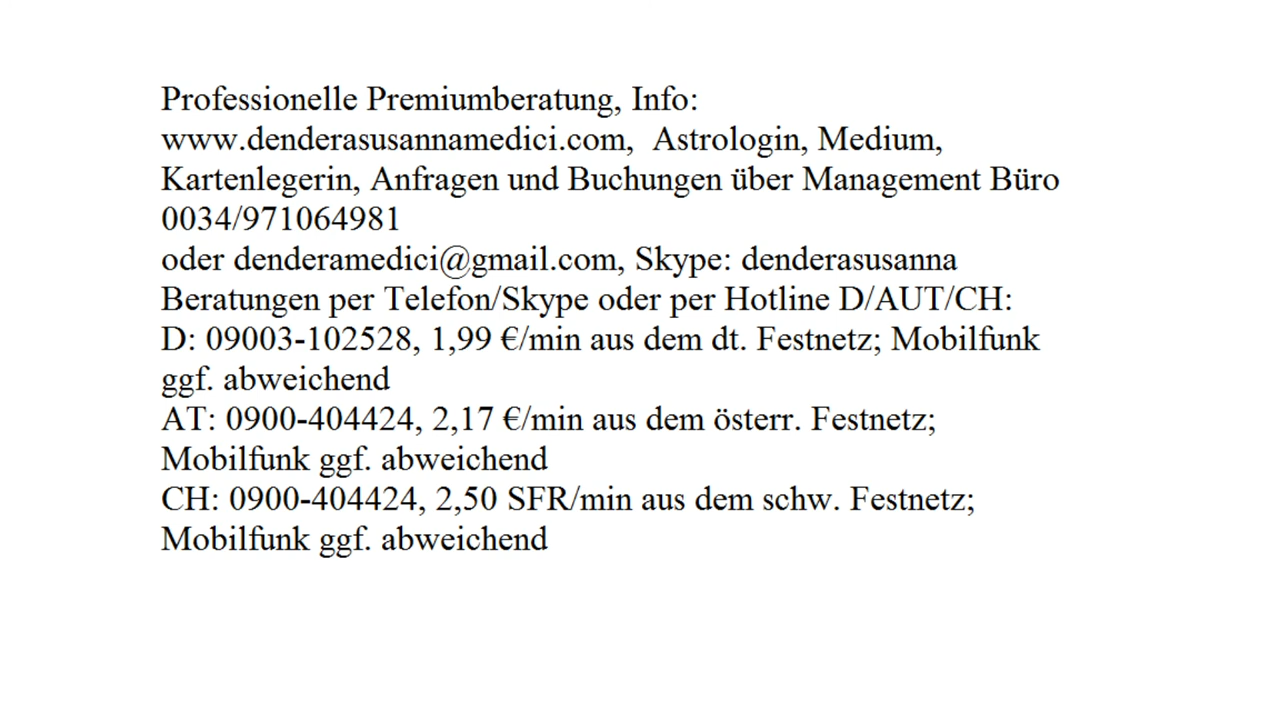 Professionelle Premiumberatung, Info:
www.denderasusannamedici.com,  Astrologin, Medium,
Kartenlegerin, Anfragen und Buchungen über Management Büro
0034/971064981
oder denderamedici@gmail.com, Skype: denderasusanna
Beratungen per Telefon/Skype oder per Hotline D/AUT/CH:
D: 09003-102528, 1,99 €/min aus dem dt. Festnetz; Mobilfunk
ggf. abweichend
AT: 0900-404424, 2,17 €/min aus dem österr. Festnetz;
Mobilfunk ggf. abweichend
CH: 0900-404424, 2,50 SFR/min aus dem schw. Festnetz;
Mobilfunk ggf. abweichend